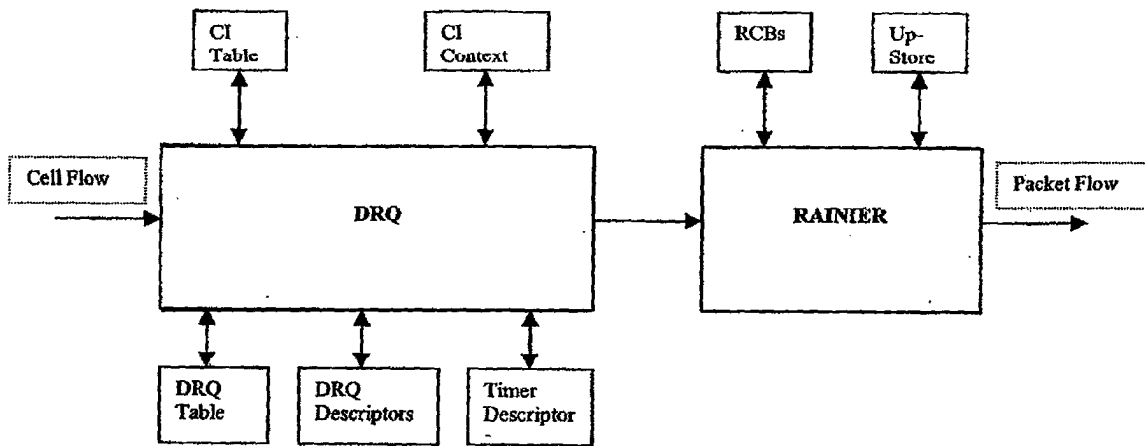 CI
Table
CI
Context
RCBs
Up-
Store
Cell Flow
DRQ
RAINIER
Packet Flow
DRQ
Table
DRQ
Descriptors
Timer
Descriptor